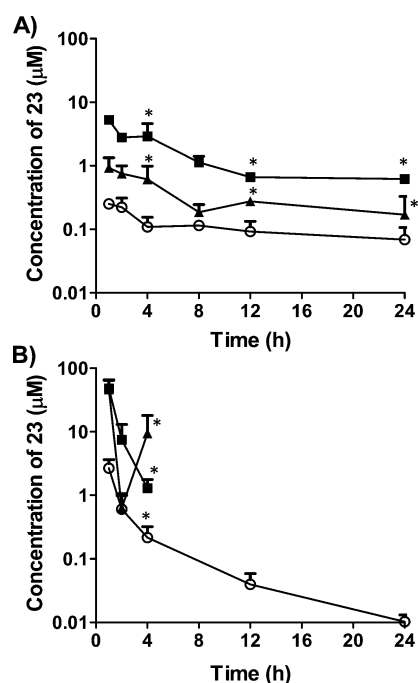 A)
Concentration of 23 (μM)
100
10
1
0.1
0.01
* * *
* * *
0 4 8 12 16 20 24
Time (h)
B)
Concentration of 23 (μM)
100
10
1
0.1
0.01
*
*
*
0 4 8 12 16 20 24
Time (h)